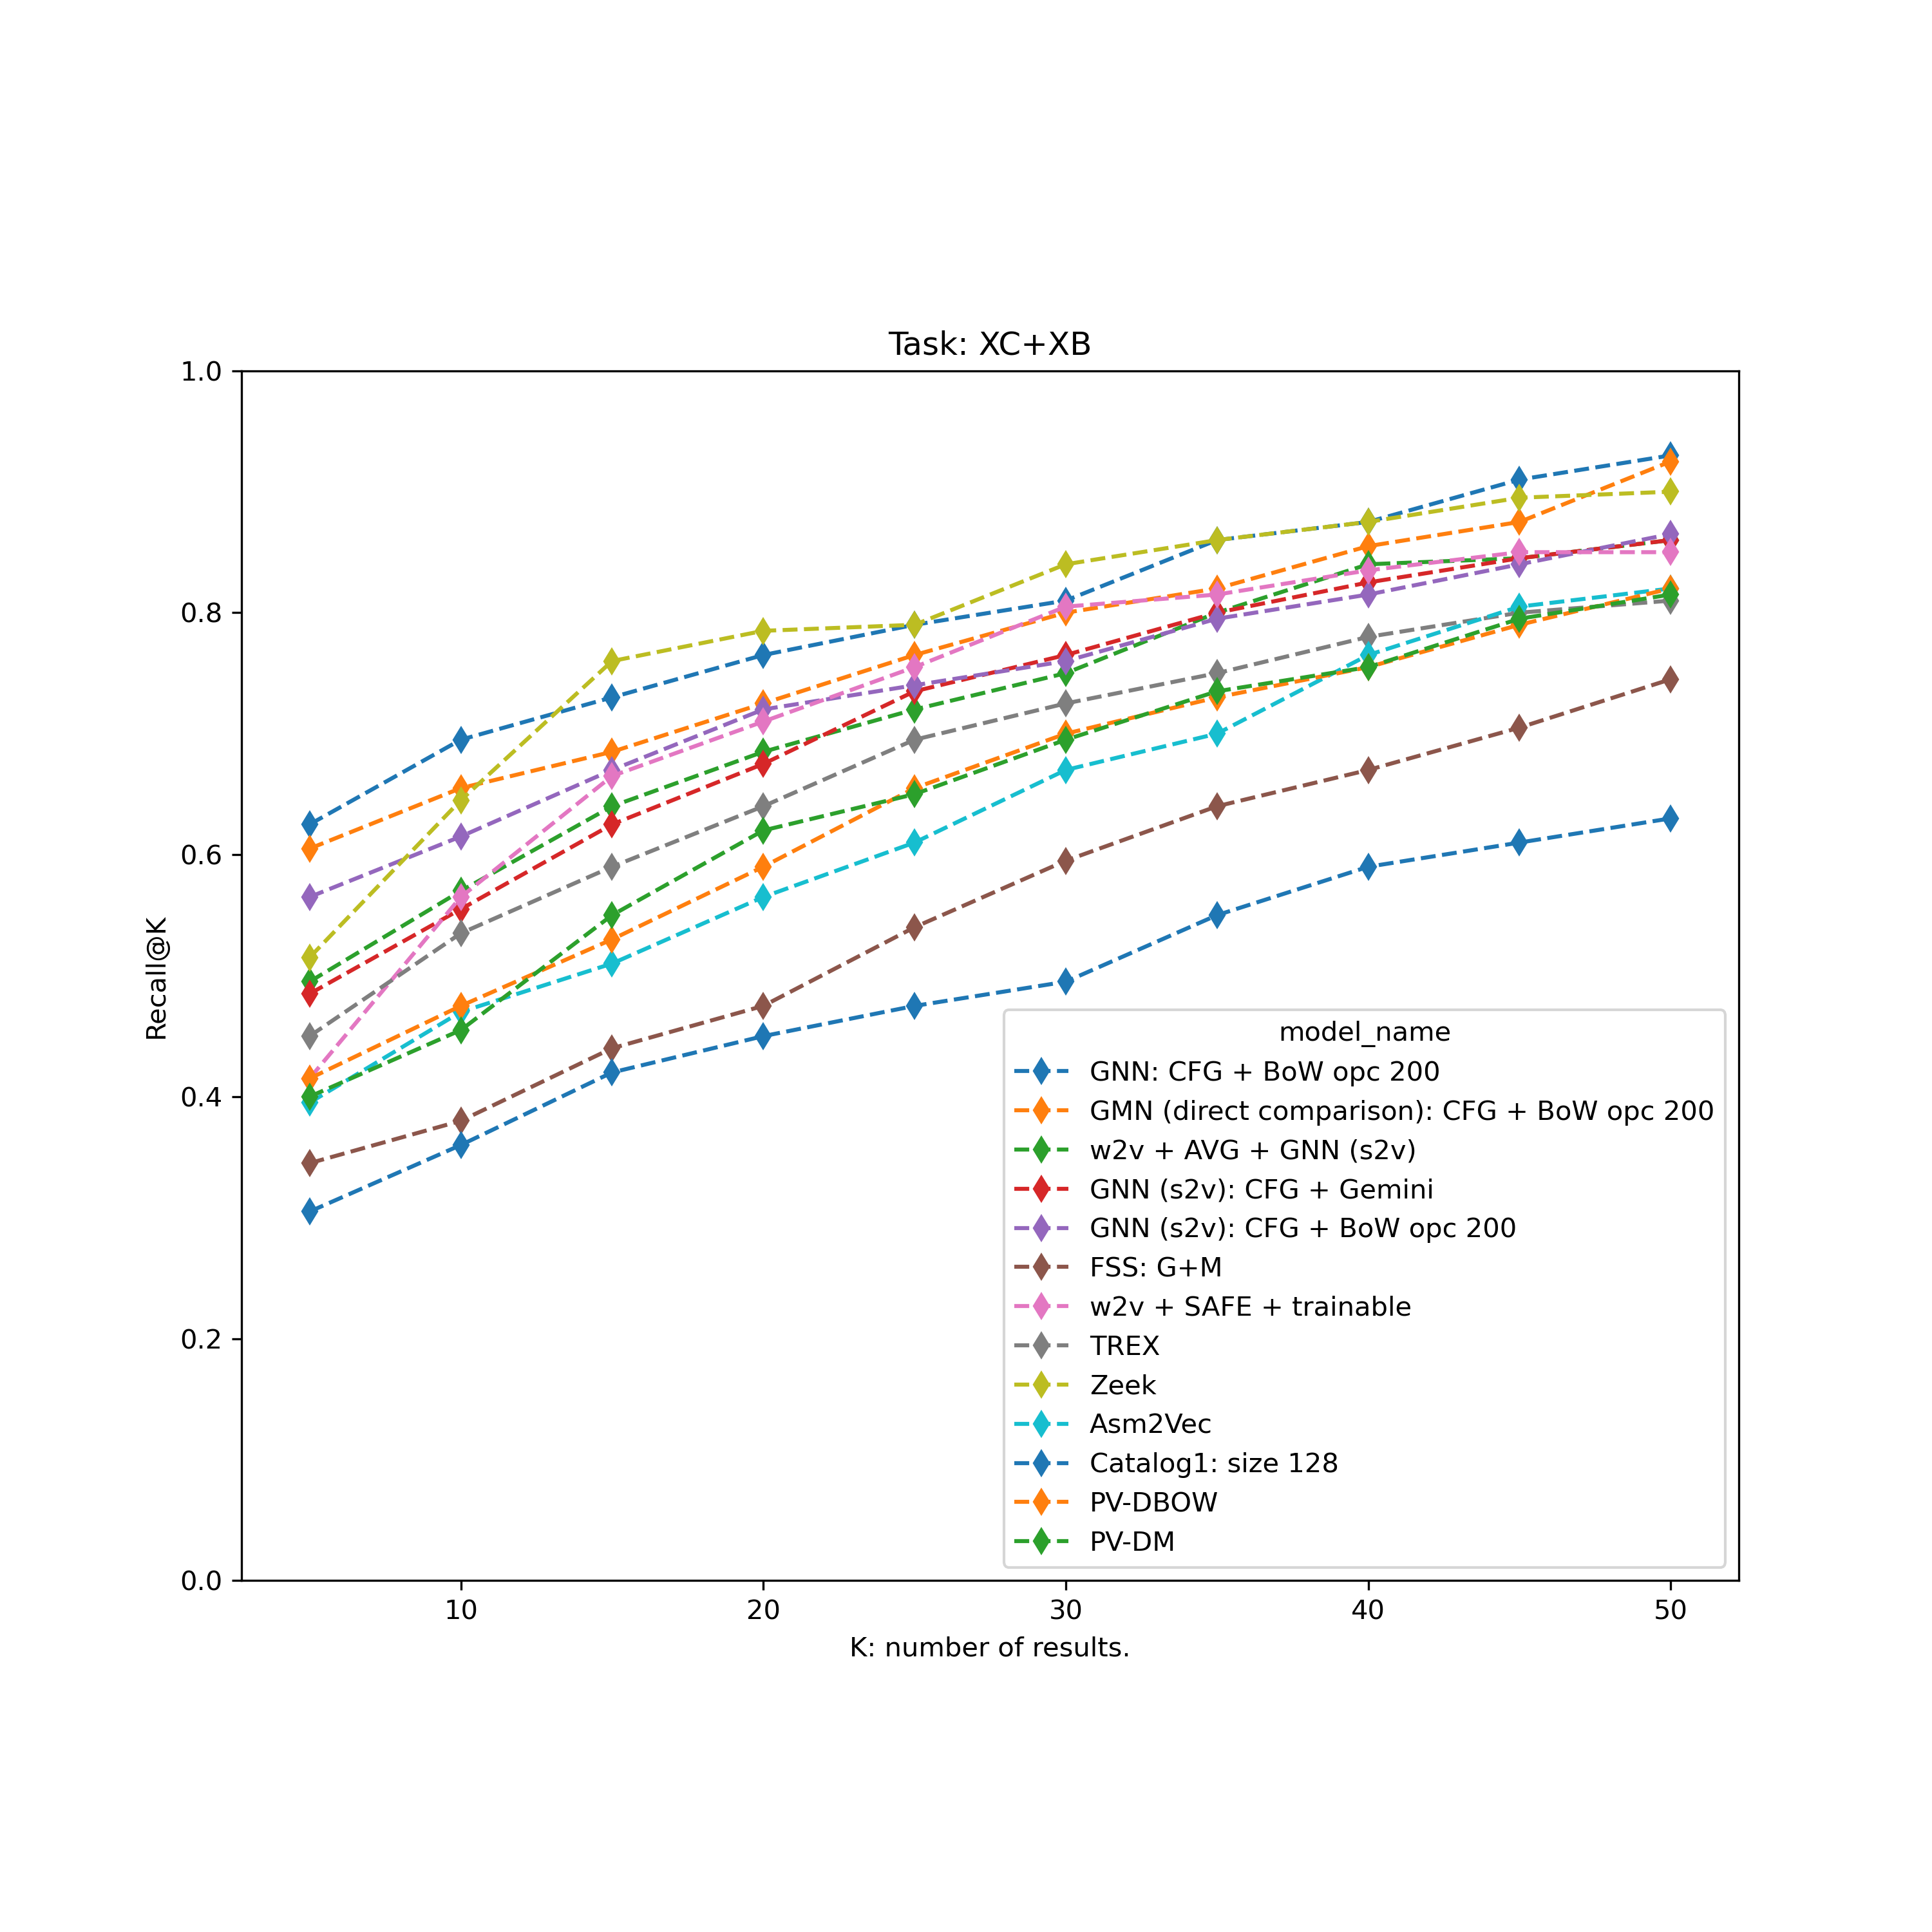 Task: XC+XB
1.0
0.8
0.6
0.4
0.2
0.0
Recall@K
10 20 30 40 50
K: number of results.
model_name
GNN: CFG + BoW opc 200
GMN (direct comparison): CFG + BoW opc 200
w2v + AVG + GNN (s2v)
GNN (s2v): CFG + Gemini
GNN (s2v): CFG + BoW opc 200
FSS: G+M
w2v + SAFE + trainable
TREX
Zeek
Asm2Vec
Catalog1: size 128
PV-DBOW
PV-DM